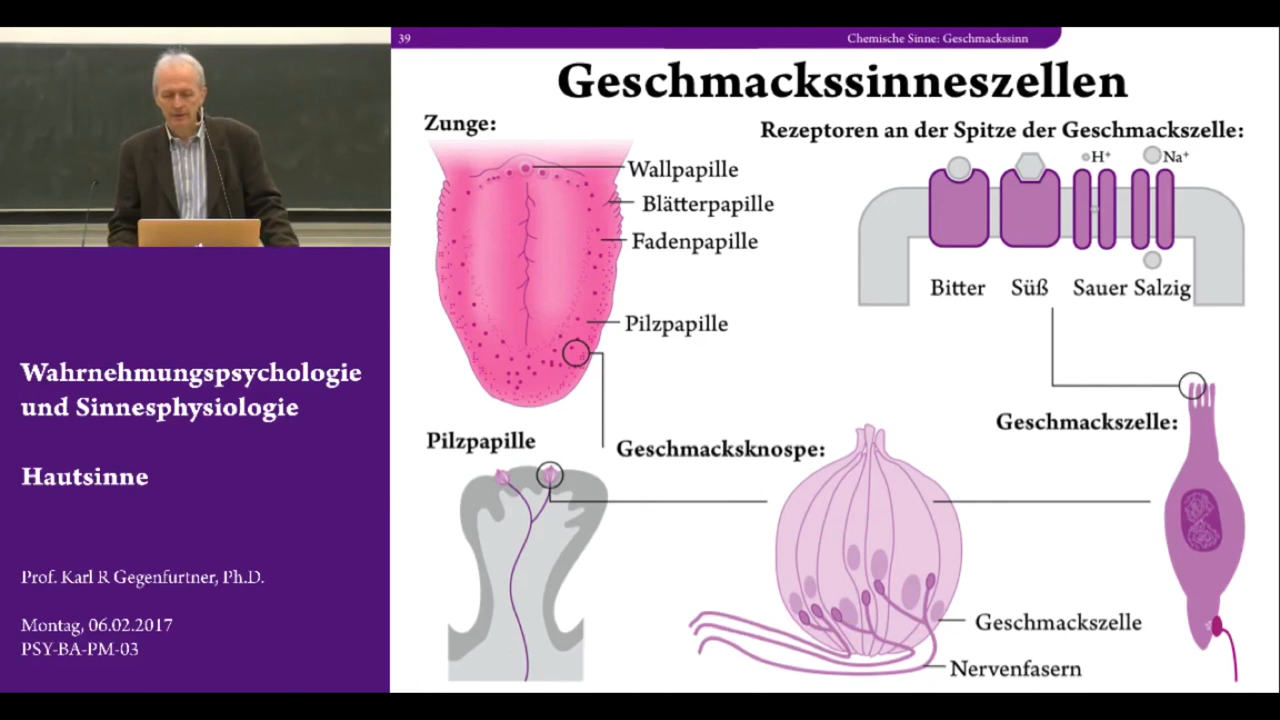 39
Chemische Sinne: Geschmackssinn
Geschmackssinneszellen
Zunge:
Wallpapille
Blätterpapille
Fadenpapille
Pilzpapille
Rezeptoren an der Spitze der Geschmackszelle:
H⁺
Na⁺
Bitter
Süß
Sauer
Salzig
Geschmackszelle:
Pilzpapille
Geschmacksknospe:
Geschmackszelle
Nervenfasern
Wahrnehmungspsychologie
und Sinnesphysiologie
Hautsinne
Prof. Karl R Gegenfurtner, Ph.D.
Montag, 06.02.2017
PSY-BA-PM-03